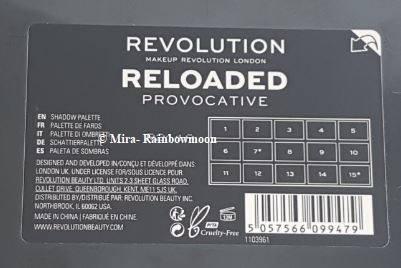 REVOLUTION
MAKEUP REVOLUTION LONDON
RELOADED
PROVOCATIVE
EN SHADOW PALETTE
FR PALETTE DE FARDS
IT PALETTE DI OMBRE
DE SCHATTIERPALETTE
ES PALETA DE SOMBRAS
© Mira- Rainbowmoon
1 2 3 4 5
6 7* 8 9 10
11 12 13 14 15*
DESIGNED AND DEVELOPED IN/CONÇU ET DÉVELOPPÉ DANS
LONDON UK. UNDER LICENSE FOR/SOUS LICENCE POUR
REVOLUTION BEAUTY LTD. UNITS 2,3 SHEET GLASS ROAD,
CULLET DRIVE, QUEENBOROUGH, KENT, ME11 5JS UK.
DISTRIBUTED BY/DISTRIBUÉ PAR: REVOLUTION BEAUTY INC.
NORTHBROOK, IL 60062 USA.
MADE IN CHINA | FABRIQUÉ EN CHINE.
WWW.REVOLUTIONBEAUTY.COM
PETA
Cruelty-Free
12M
5 057566 099479
1103961